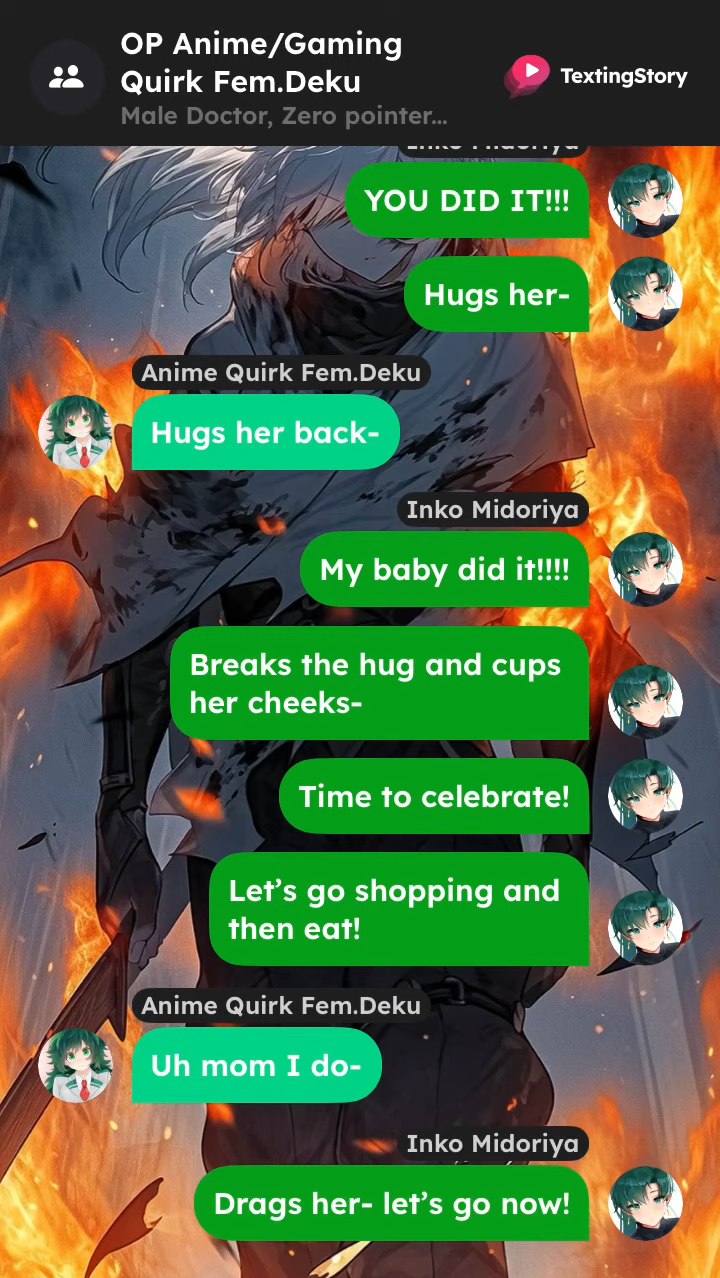 OP Anime/Gaming
Quirk Fem.Deku
Male Doctor, Zero pointer...
TextingStory
Inko Midoriya
YOU DID IT!!!
Hugs her-
Anime Quirk Fem.Deku
Hugs her back-
Inko Midoriya
My baby did it!!!!
Breaks the hug and cups
her cheeks-
Time to celebrate!
Let’s go shopping and
then eat!
Anime Quirk Fem.Deku
Uh mom I do-
Inko Midoriya
Drags her- let’s go now!